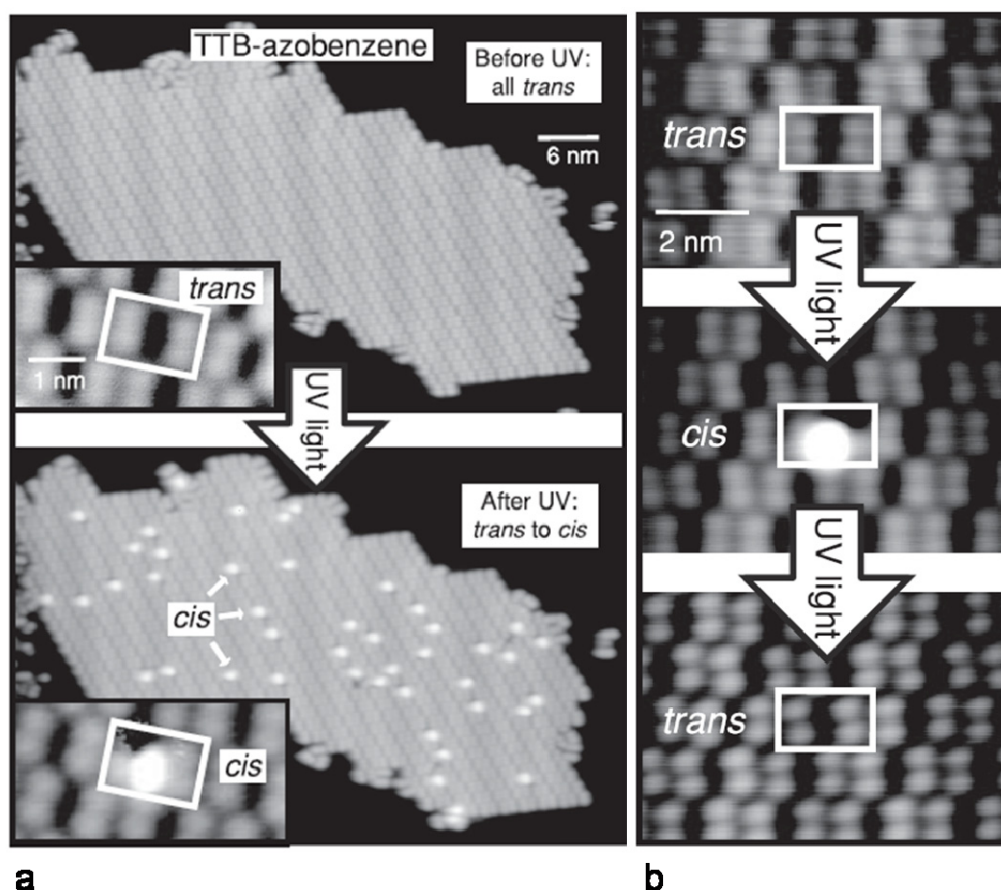 TTB-azobenzene
Before UV:
all trans
6 nm
trans
1 nm
UV light
After UV:
trans to cis
cis
cis
a
trans
2 nm
UV light
cis
UV light
trans
b